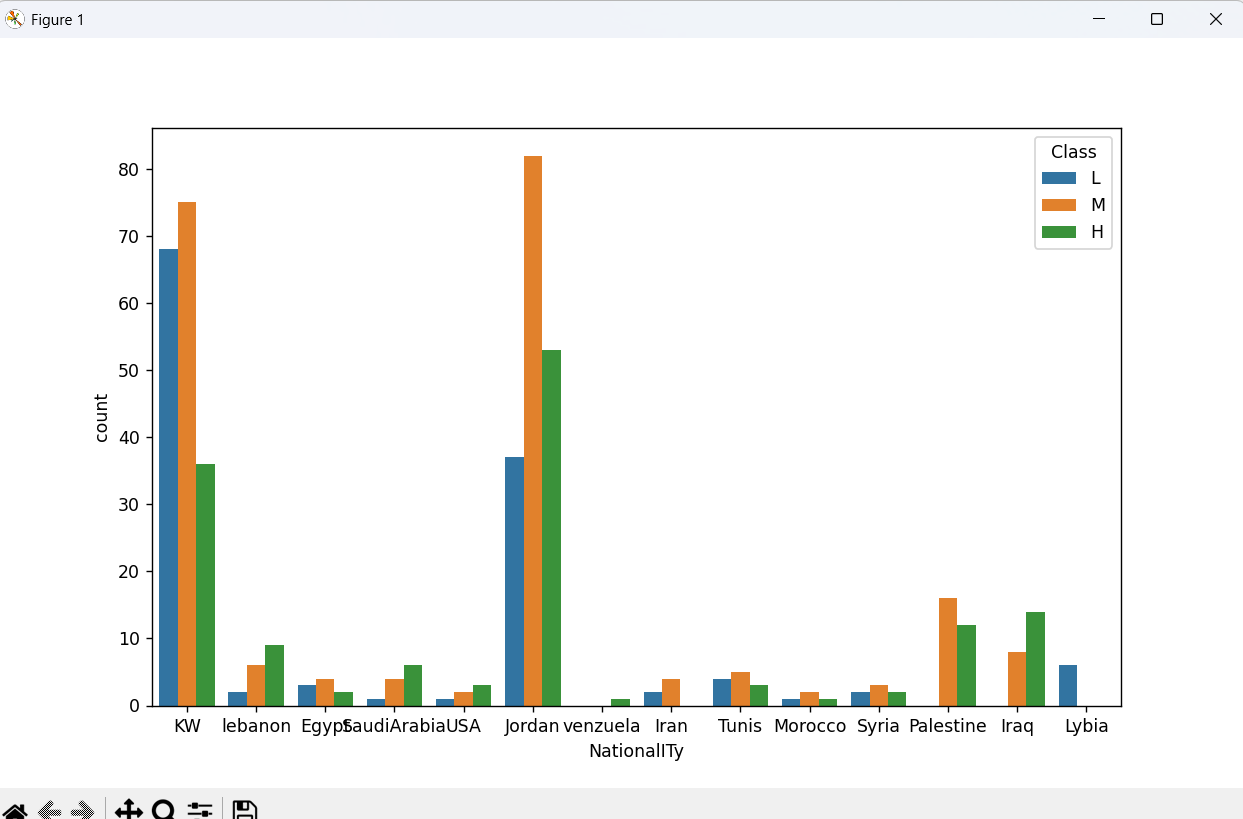 Figure 1
Class
L
M
H
80
70
60
50
40
30
20
10
0
count
KW lebanon Egypt SaudiArabia USA Jordan venzuela Iran Tunis Morocco Syria Palestine Iraq Lybia
NationalITy